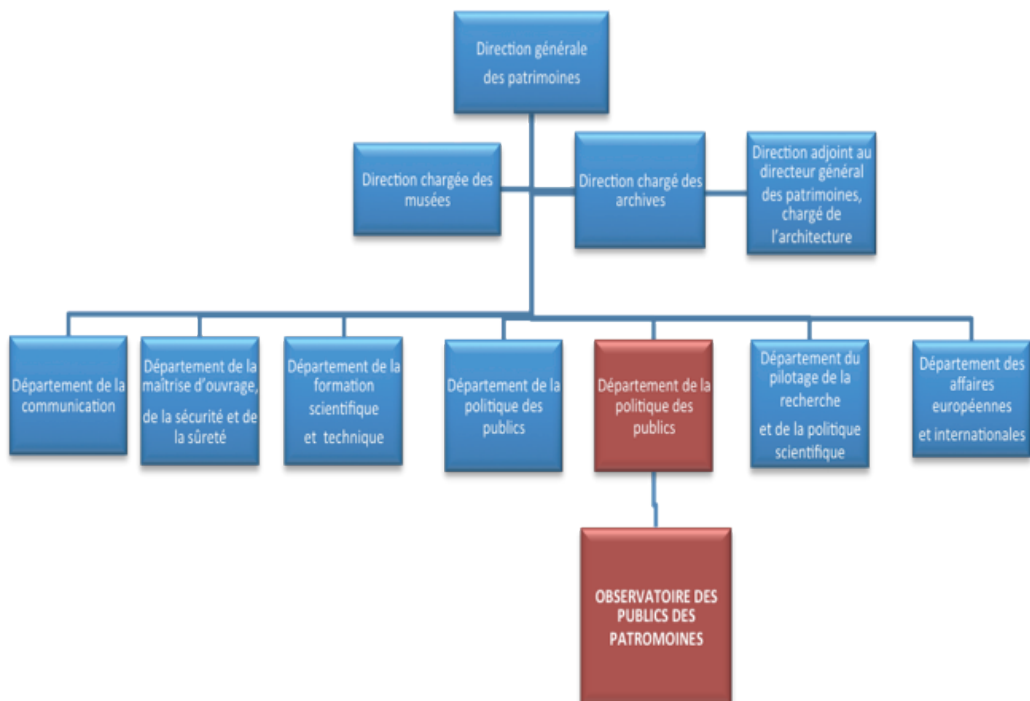 Direction générale
des patrimoines
Direction chargée des
musées
Direction chargé des
archives
Direction adjoint au
directeur général
des patrimoines,
chargé de
l'architecture
Département de la
communication
Département de la
maîtrise d'ouvrage,
de la sécurité et de
la sûreté
Département de la
formation
scientifique
et technique
Département de la
politique des
publics
Département de la
politique des
publics
Département du
pilotage de la
recherche
et de la politique
scientifique
Département des
affaires
européennes
et internationales
OBSERVATOIRE DES
PUBLICS DES
PATROMOINES